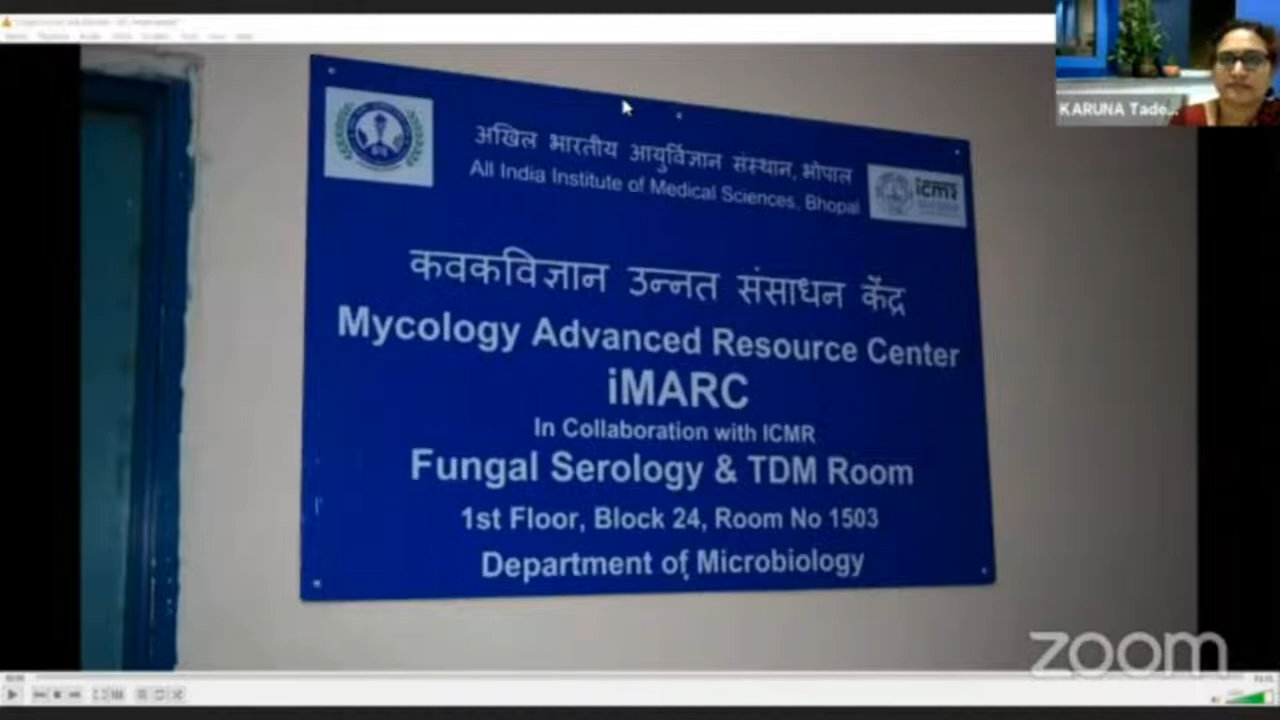 KARUNA Tade...
अखिल भारतीय आयुर्विज्ञान संस्थान, भोपाल
All India Institute of Medical Sciences, Bhopal
icmr
कवकविज्ञान उन्नत संसाधन केंद्र
Mycology Advanced Resource Center
iMARC
In Collaboration with ICMR
Fungal Serology & TDM Room
1st Floor, Block 24, Room No 1503
Department of Microbiology
zoom